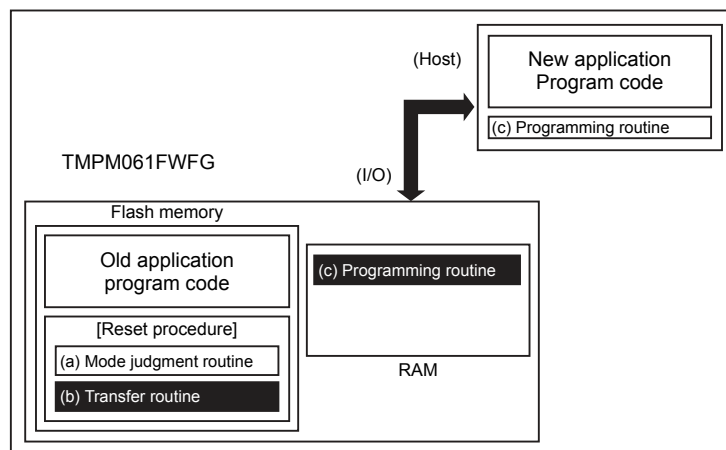 (Host)
New application
Program code
(c) Programming routine
TMPM061FWFG
(I/O)
Flash memory
Old application
program code
[Reset procedure]
(a) Mode judgment routine
(b) Transfer routine
(c) Programming routine
RAM